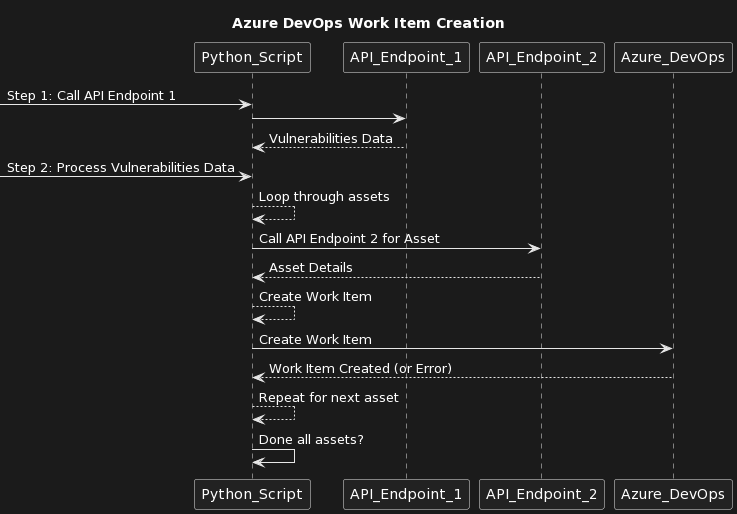 Azure DevOps Work Item Creation
Python_Script API_Endpoint_1 API_Endpoint_2 Azure_DevOps
Step 1: Call API Endpoint 1
Vulnerabilities Data
Step 2: Process Vulnerabilities Data
Loop through assets
Call API Endpoint 2 for Asset
Asset Details
Create Work Item
Create Work Item
Work Item Created (or Error)
Repeat for next asset
Done all assets?
Python_Script API_Endpoint_1 API_Endpoint_2 Azure_DevOps